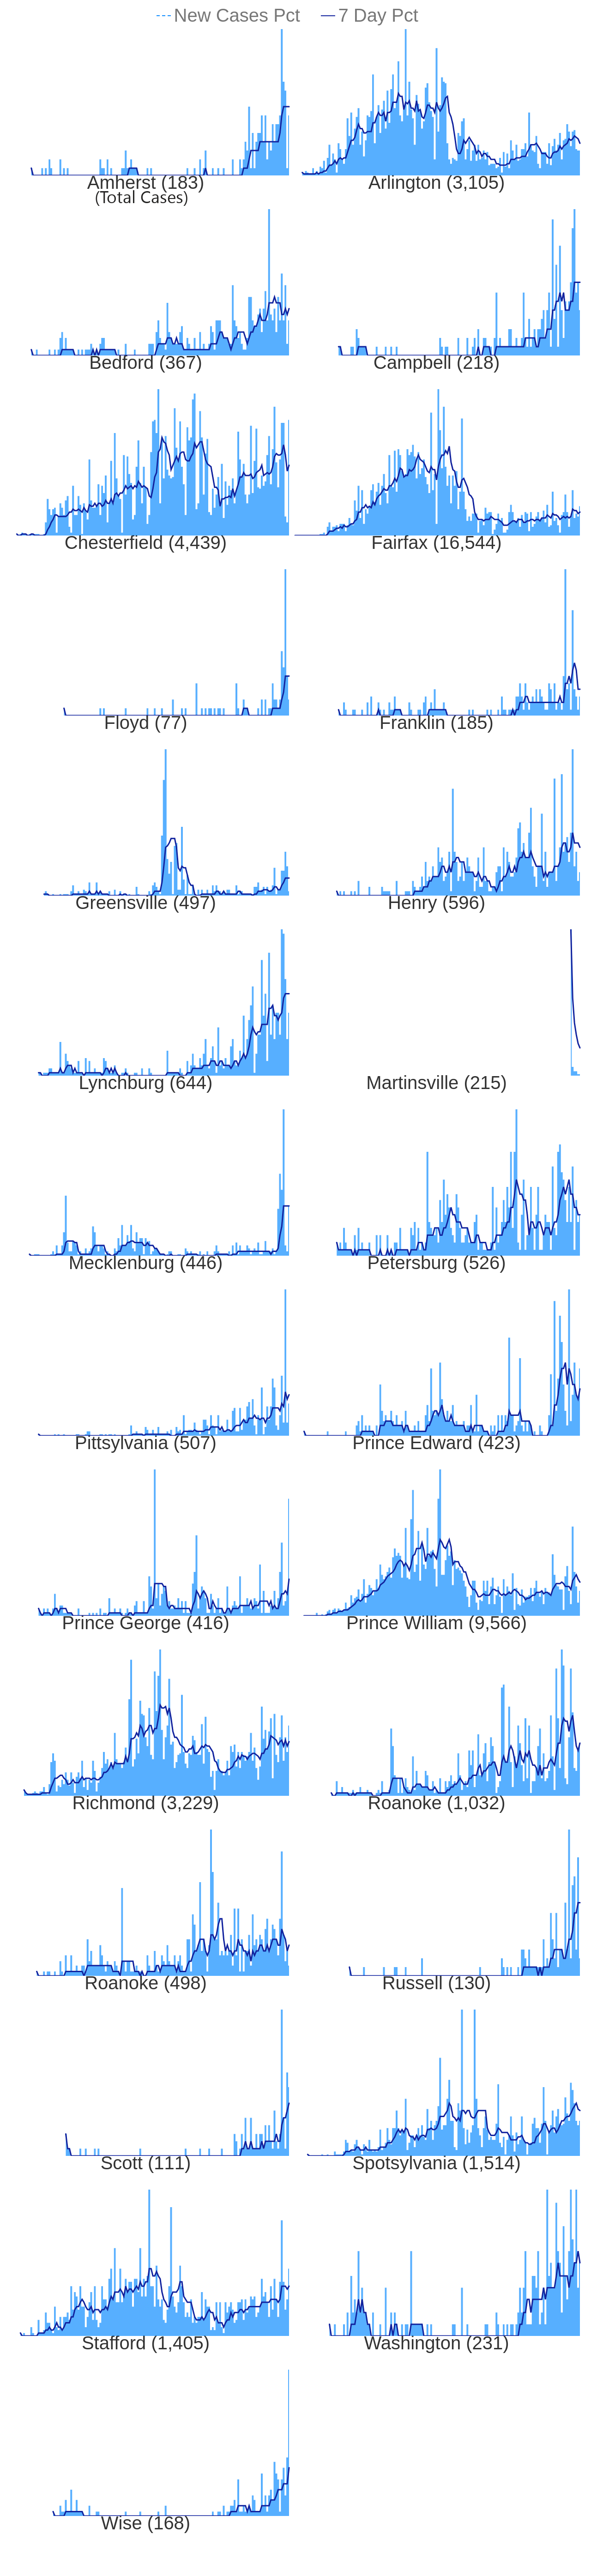 New Cases Pct 7 Day Pct
Amherst (183) Arlington (3,105)
(Total Cases)
Bedford (367) Campbell (218)
Chesterfield (4,439) Fairfax (16,544)
Floyd (77) Franklin (185)
Greensville (497) Henry (596)
Lynchburg (644) Martinsville (215)
Mecklenburg (446) Petersburg (526)
Pittsylvania (507) Prince Edward (423)
Prince George (416) Prince William (9,566)
Richmond (3,229) Roanoke (1,032)
Roanoke (498) Russell (130)
Scott (111) Spotsylvania (1,514)
Stafford (1,405) Washington (231)
Wise (168)